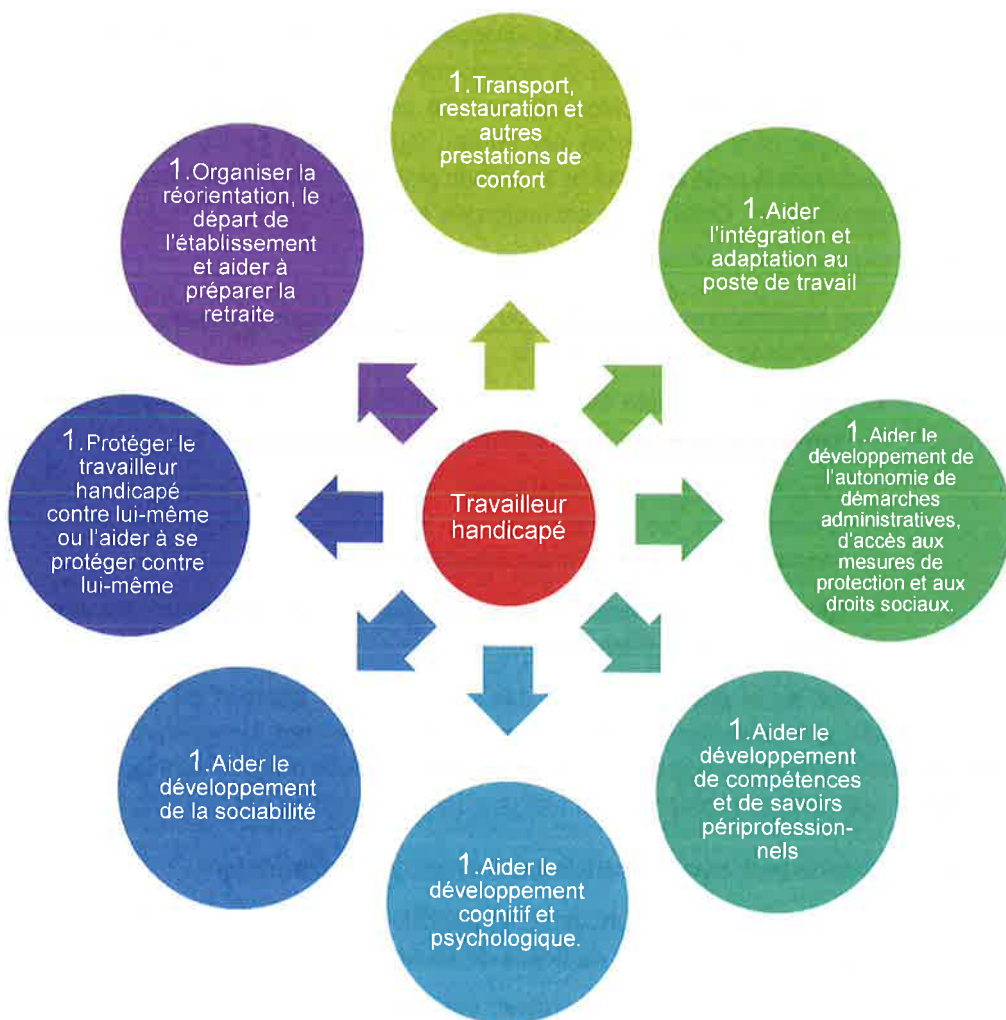 1.Transport,
restauration et
autres
prestations de
confort
1.Aider
l'intégration et
adaptation au
poste de travail
1.Aider le
développement de
l'autonomie de
démarches
administratives,
d'accès aux
mesures de
protection et aux
droits sociaux.
1.Aider le
développement
de compétences
et de savoirs
périprofession-
nels
1.Aider le
développement
cognitif et
psychologique.
1.Aider le
développement
de la sociabilité
1.Protéger le
travailleur
handicapé
contre lui-même
ou l'aider à se
protéger contre
lui-même
1.Organiser la
réorientation, le
départ de
l'établissement
et aider à
préparer la
retraite
Travailleur
handicapé